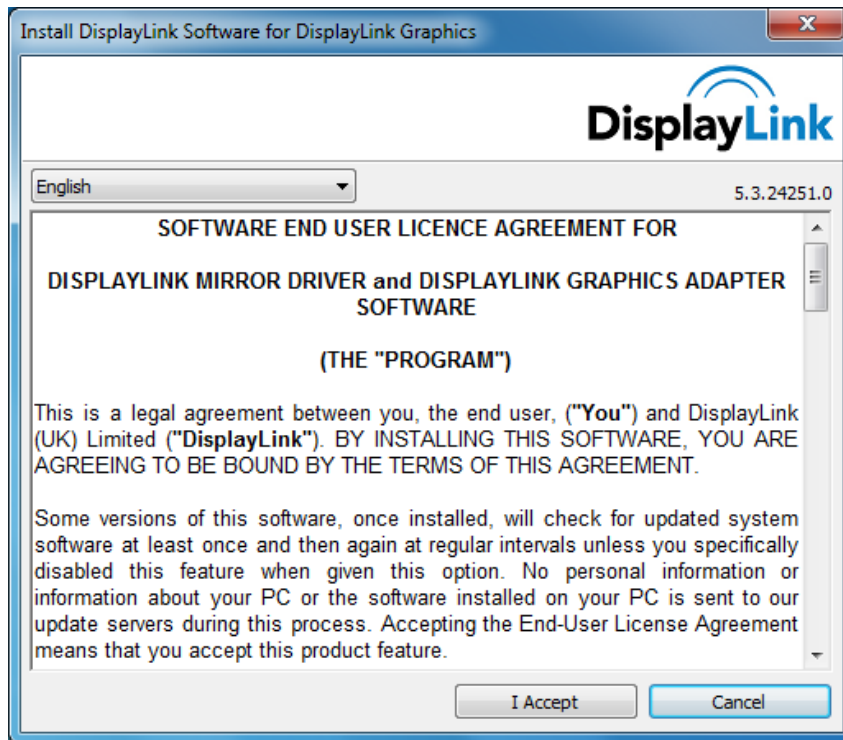 Install DisplayLink Software for DisplayLink Graphics
DisplayLink
English
5.3.24251.0
SOFTWARE END USER LICENCE AGREEMENT FOR
DISPLAYLINK MIRROR DRIVER and DISPLAYLINK GRAPHICS ADAPTER
SOFTWARE
(THE "PROGRAM")
This is a legal agreement between you, the end user, ("You") and DisplayLink
(UK) Limited ("DisplayLink"). BY INSTALLING THIS SOFTWARE, YOU ARE
AGREEING TO BE BOUND BY THE TERMS OF THIS AGREEMENT.
Some versions of this software, once installed, will check for updated system
software at least once and then again at regular intervals unless you specifically
disabled this feature when given this option. No personal information or
information about your PC or the software installed on your PC is sent to our
update servers during this process. Accepting the End-User License Agreement
means that you accept this product feature.
I Accept
Cancel